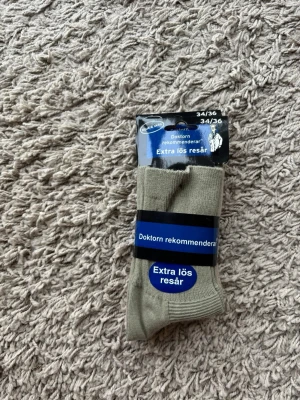 34/36
34/36
Doktorn
rekommenderar
Extra lös resår
Doktorn rekommenderar
Extra lös
resår